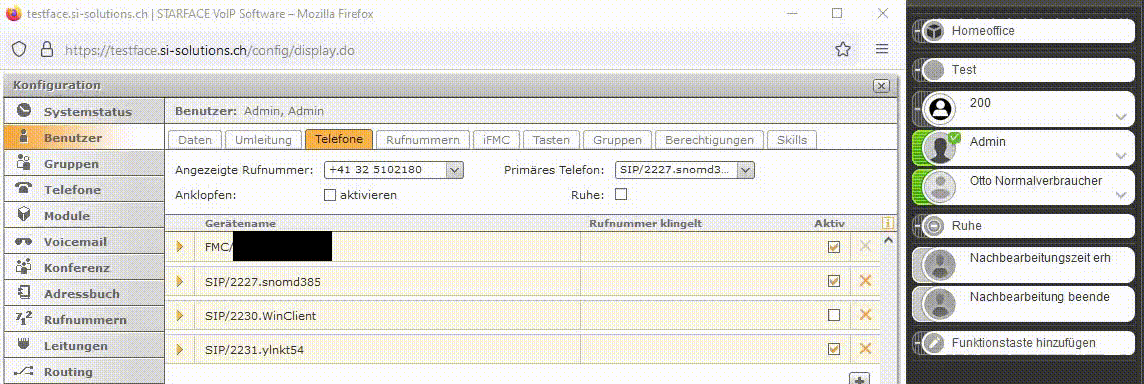 testface.si-solutions.ch | STARFACE VoIP Software – Mozilla Firefox
https://testface.si-solutions.ch/config/display.do
Konfiguration
Systemstatus
Benutzer
Gruppen
Telefone
Module
Voicemail
Konferenz
Adressbuch
Rufnummern
Leitungen
Routing
Benutzer: Admin, Admin
Daten Umleitung Telefone Rufnummern iFMC Tasten Gruppen Berechtigungen Skills
Angezeigte Rufnummer: +41 32 5102180 Primäres Telefon: SIP/2227.snomd3...
Anklopfen: aktivieren Ruhe:
Gerätename Rufnummer klingelt Aktiv
FMC/
SIP/2227.snomd385
SIP/2230.WinClient
SIP/2231.ylnkt54
Homeoffice
Test
200
Admin
Otto Normalverbraucher
Ruhe
Nachbearbeitungszeit erh
Nachbearbeitung beende
Funktionstaste hinzufügen